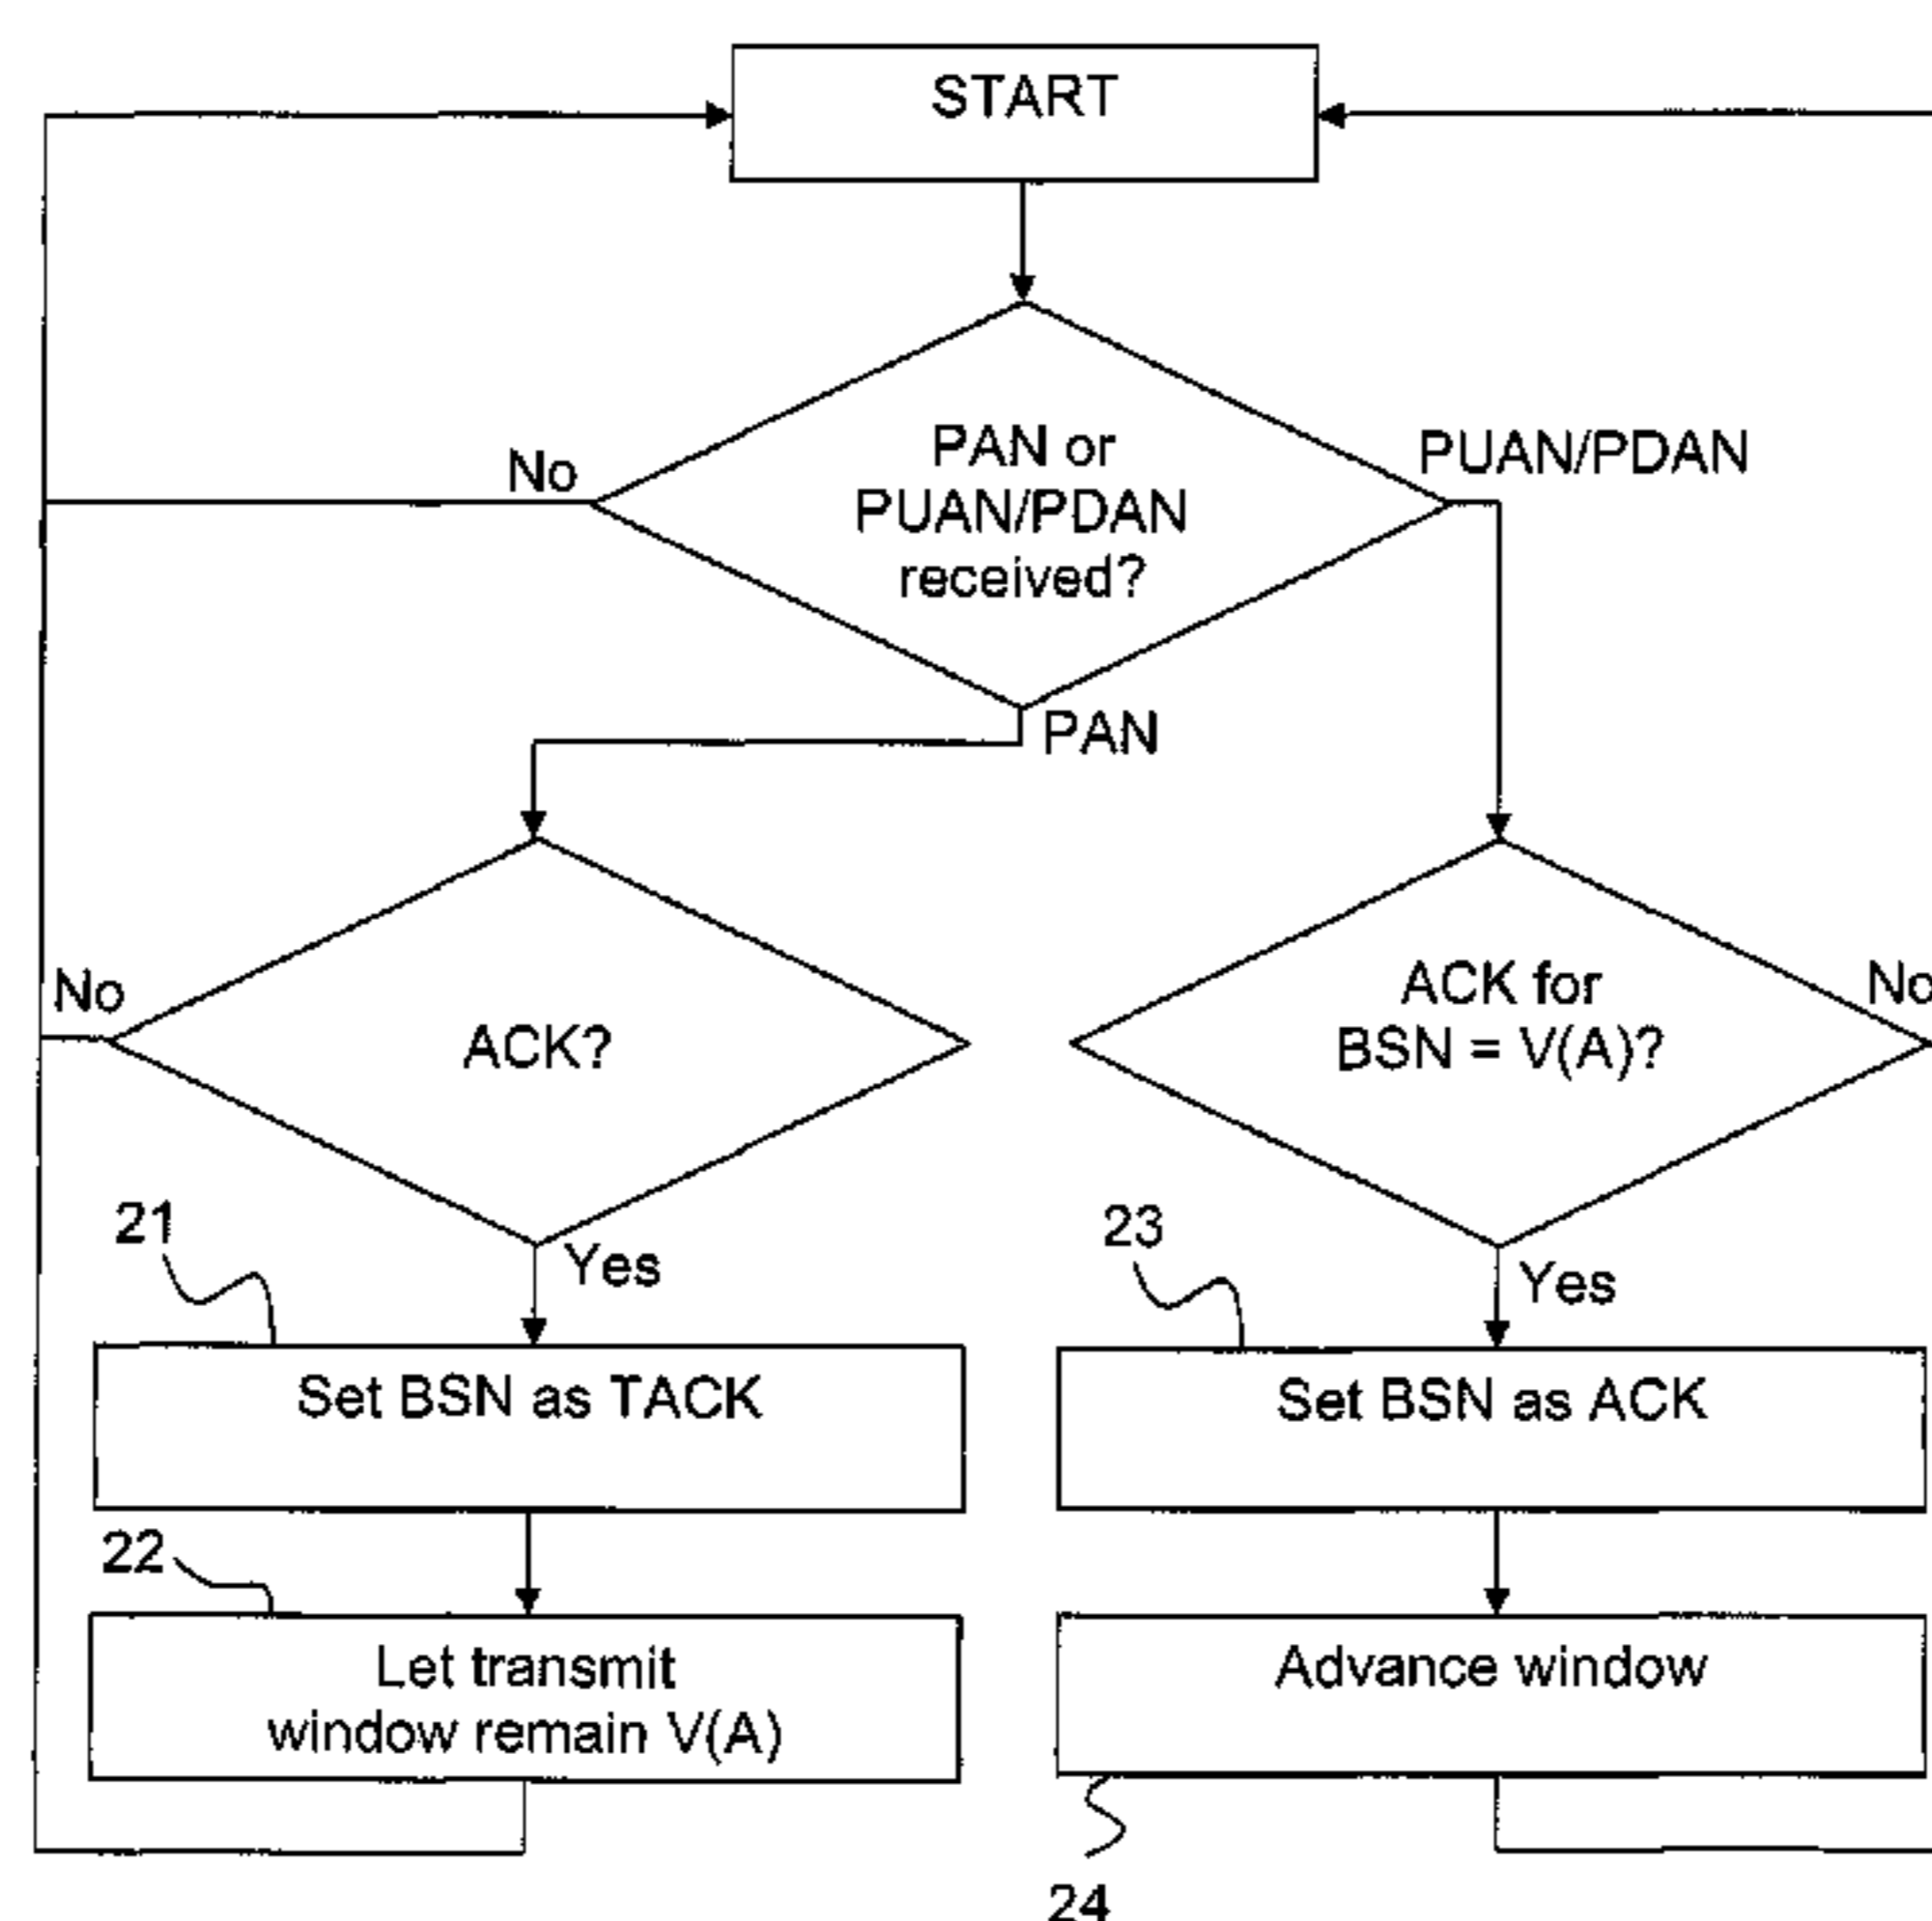 START
PAN or
PUAN/PDAN
received?
No
PUAN/PDAN
PAN
No
ACK?
ACK for
BSN = V(A)?
No
21
Yes
23
Yes
Set BSN as TACK
Set BSN as ACK
22
Let transmit
window remain V(A)
Advance window
24